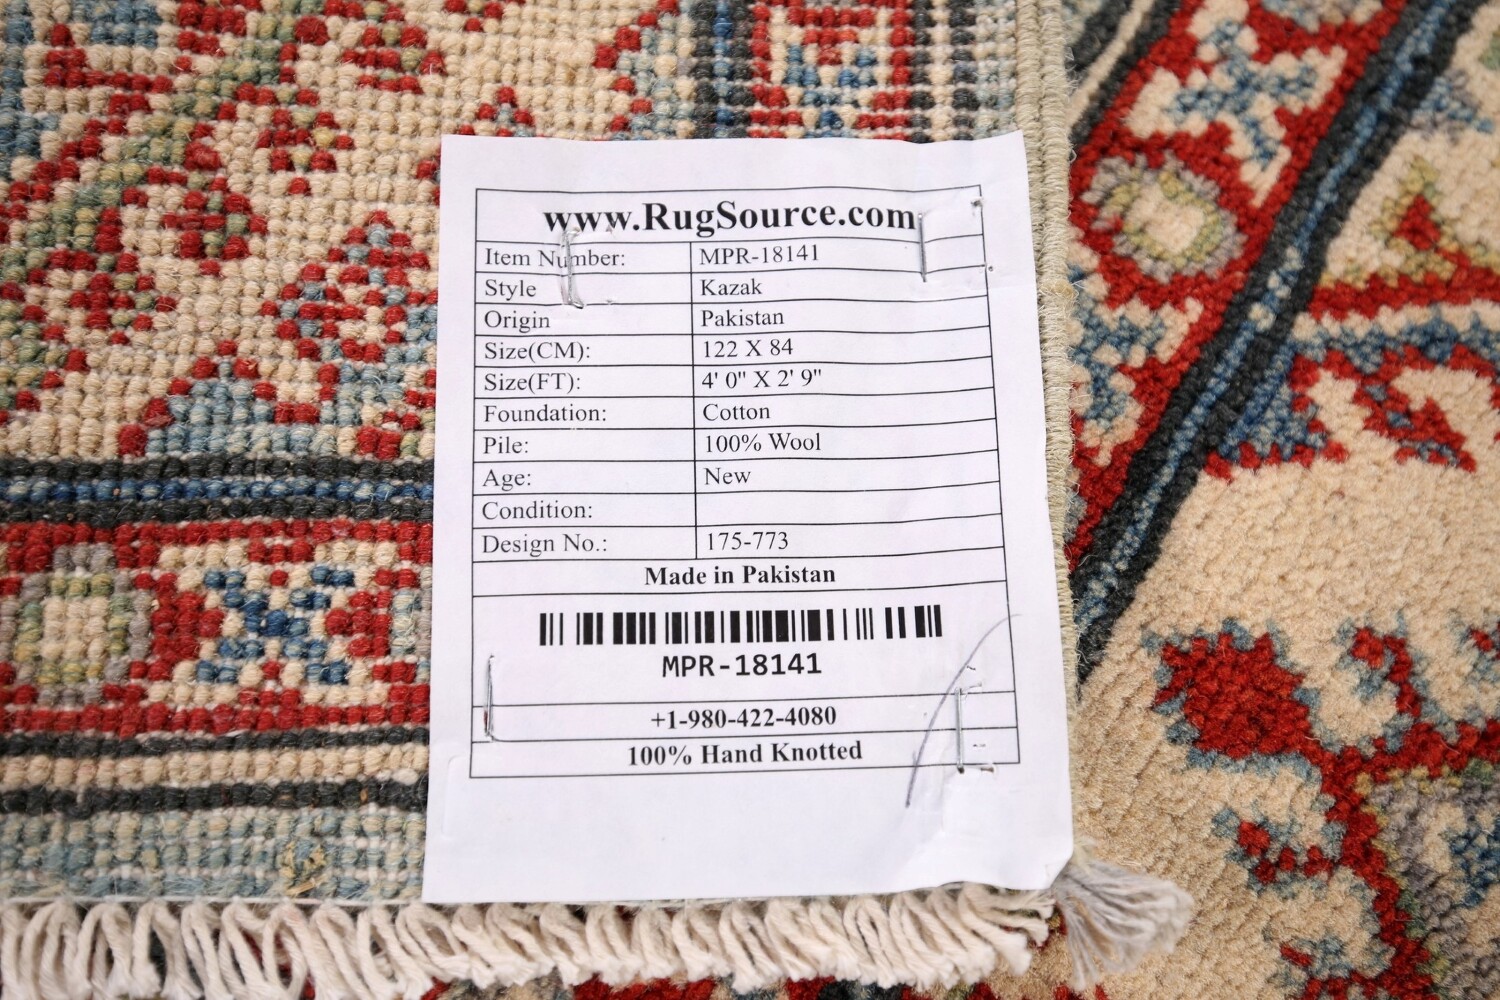 www.RugSource.com
Item Number: MPR-18141
Style Kazak
Origin Pakistan
Size(CM): 122 X 84
Size(FT): 4' 0" X 2' 9"
Foundation: Cotton
Pile: 100% Wool
Age: New
Condition:
Design No.: 175-773
Made in Pakistan
MPR-18141
+1-980-422-4080
100% Hand Knotted